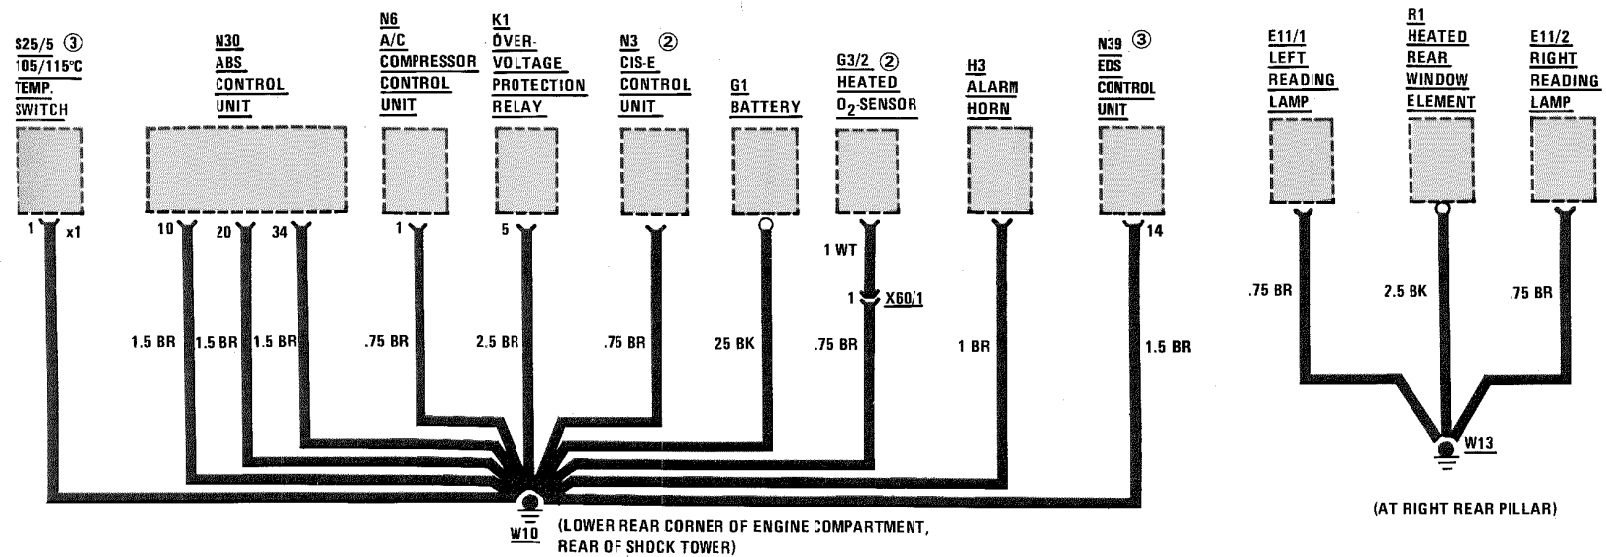 S25/5 ③
105/115°C
TEMP.
SWITCH
N30
ABS
CONTROL
UNIT
N6
A/C
COMPRESSOR
CONTROL
UNIT
K1
OVER-
VOLTAGE
PROTECTION
RELAY
N3 ②
CIS-E
CONTROL
UNIT
G1
BATTERY
G3/2 ②
HEATED
O2-SENSOR
H3
ALARM
HORN
N39 ③
EDS
CONTROL
UNIT
E11/1
LEFT
READING
LAMP
R1
HEATED
REAR
WINDOW
ELEMENT
E11/2
RIGHT
READING
LAMP
1 x1
10
20
34
1
5
14
1 WT
1 X60/1
1.5 BR
1.5 BR
1.5 BR
.75 BR
2.5 BR
.75 BR
25 BK
.75 BR
1 BR
1.5 BR
.75 BR
2.5 BK
.75 BR
W10
(LOWER REAR CORNER OF ENGINE COMPARTMENT,
REAR OF SHOCK TOWER)
W13
(AT RIGHT REAR PILLAR)